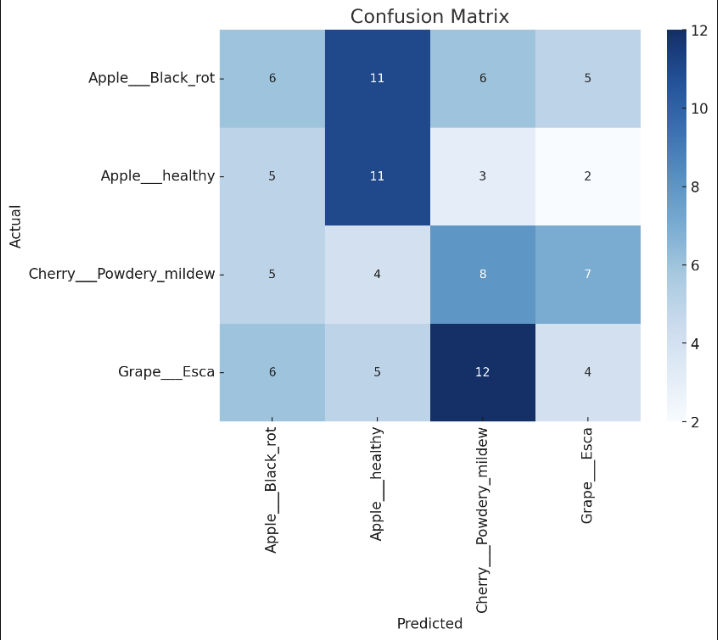 Confusion Matrix
Actual
Apple___Black_rot 6 11 6 5
Apple___healthy 5 11 3 2
Cherry___Powdery_mildew 5 4 8 7
Grape___Esca 6 5 12 4
Apple___Black_rot
Apple___healthy
Cherry___Powdery_mildew
Grape___Esca
Predicted
12
10
8
6
4
2